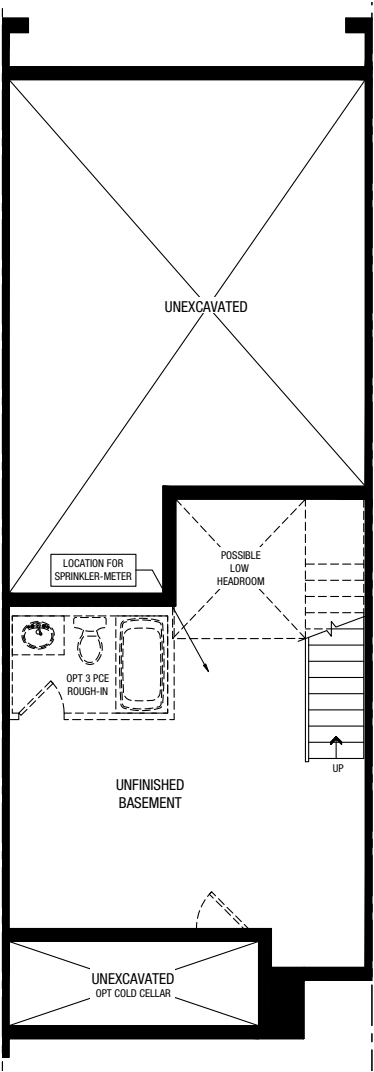 UNEXCAVATED
POSSIBLE
LOW
HEADROOM
LOCATION FOR
SPRINKLER-METER
OPT 3 PCE
ROUGH-IN
UP
UNFINISHED
BASEMENT
UNEXCAVATED
OPT COLD CELLAR